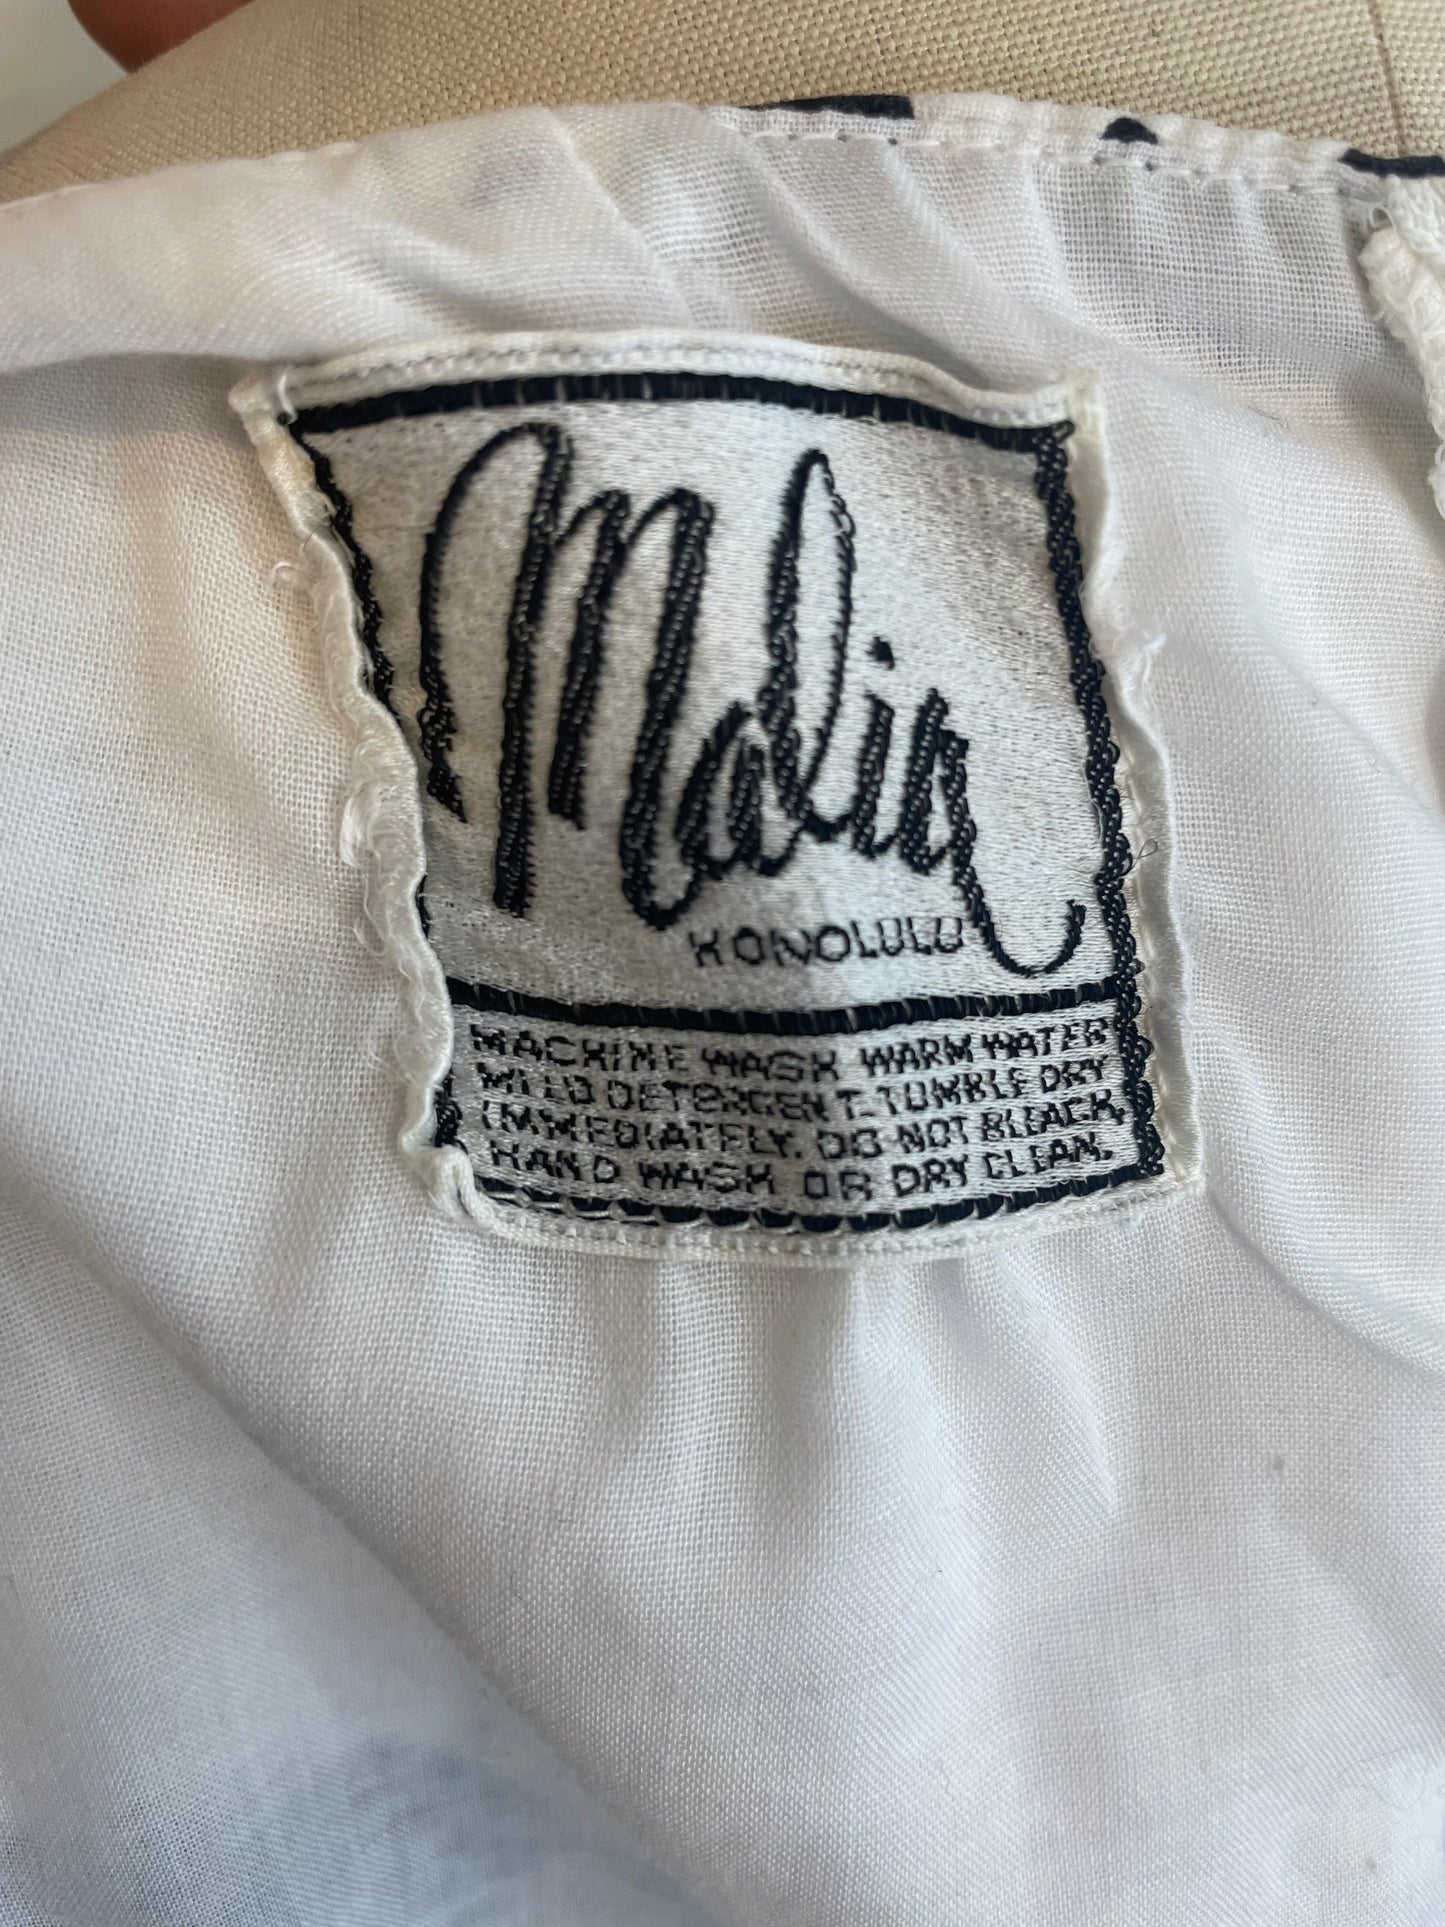 Malia
HONOLULU
MACHINE WASH WARM WATER
MILD DETERGENT. TUMBLE DRY
IMMEDIATELY. DO NOT BLEACH,
HAND WASH OR DRY CLEAN.